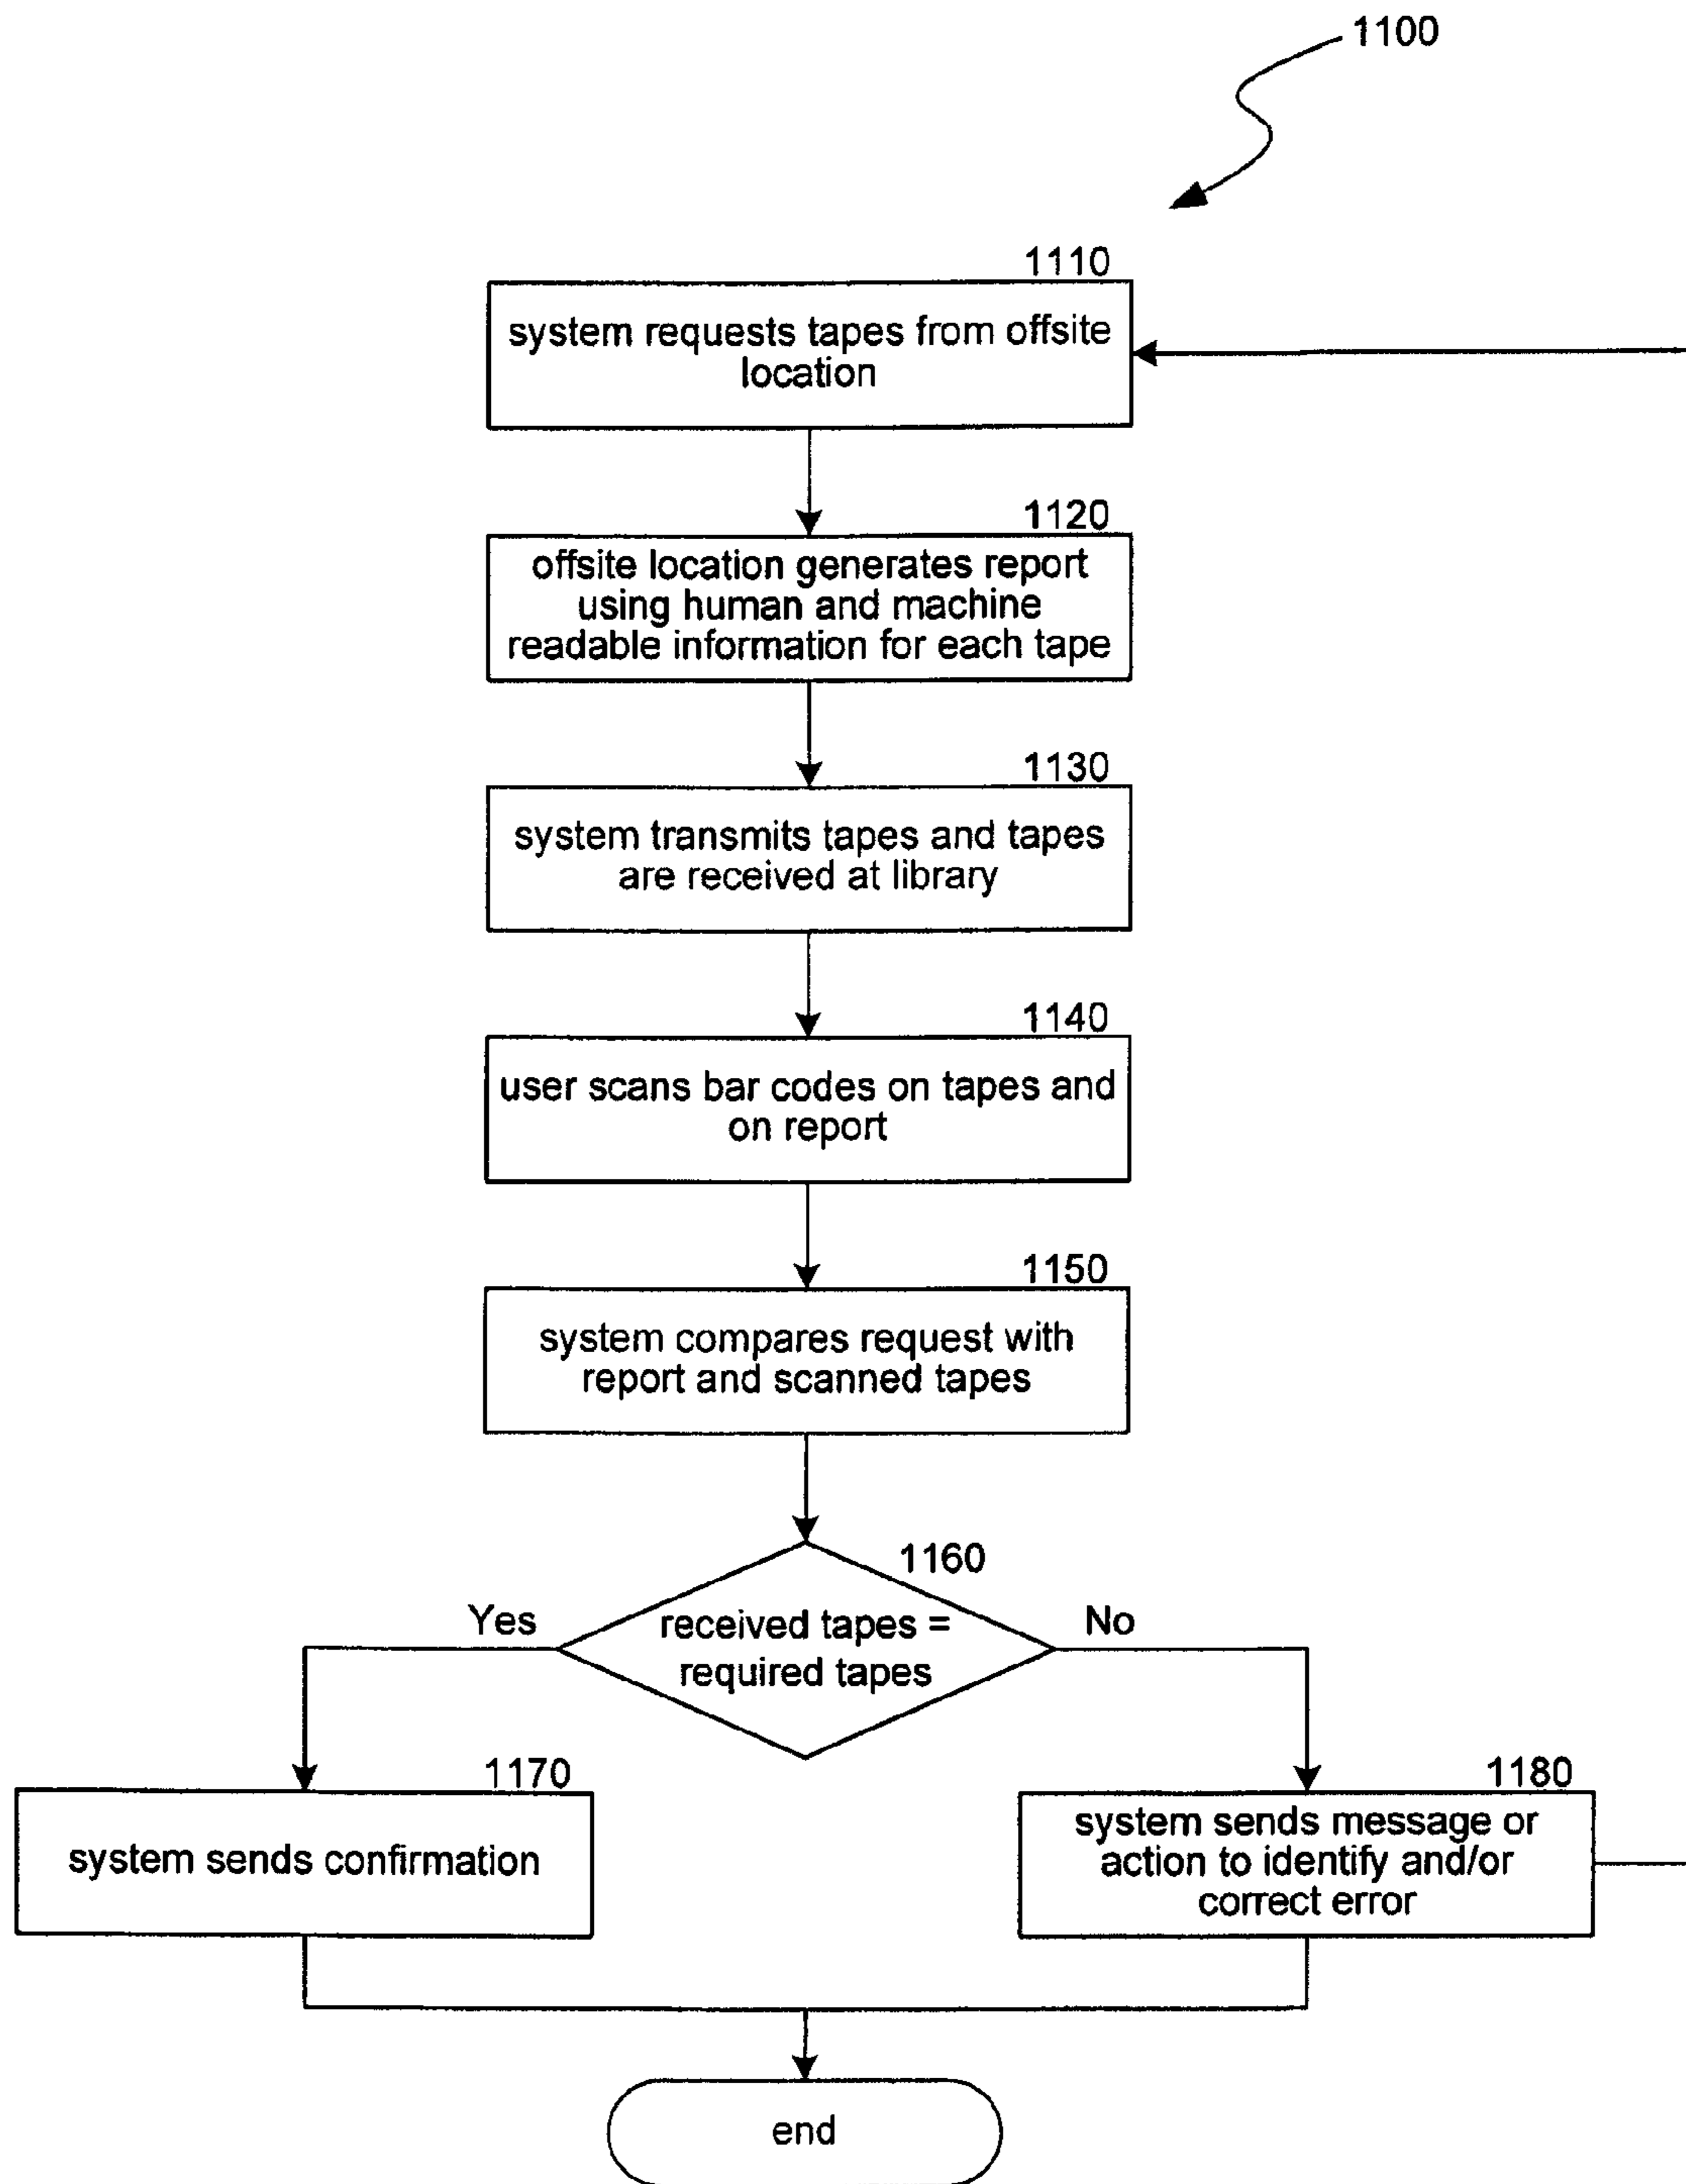 1100
1110
system requests tapes from offsite
location
1120
offsite location generates report
using human and machine
readable information for each tape
1130
system transmits tapes and tapes
are received at library
1140
user scans bar codes on tapes and
on report
1150
system compares request with
report and scanned tapes
1160
received tapes =
required tapes
Yes
No
1170
system sends confirmation
1180
system sends message or
action to identify and/or
correct error
end